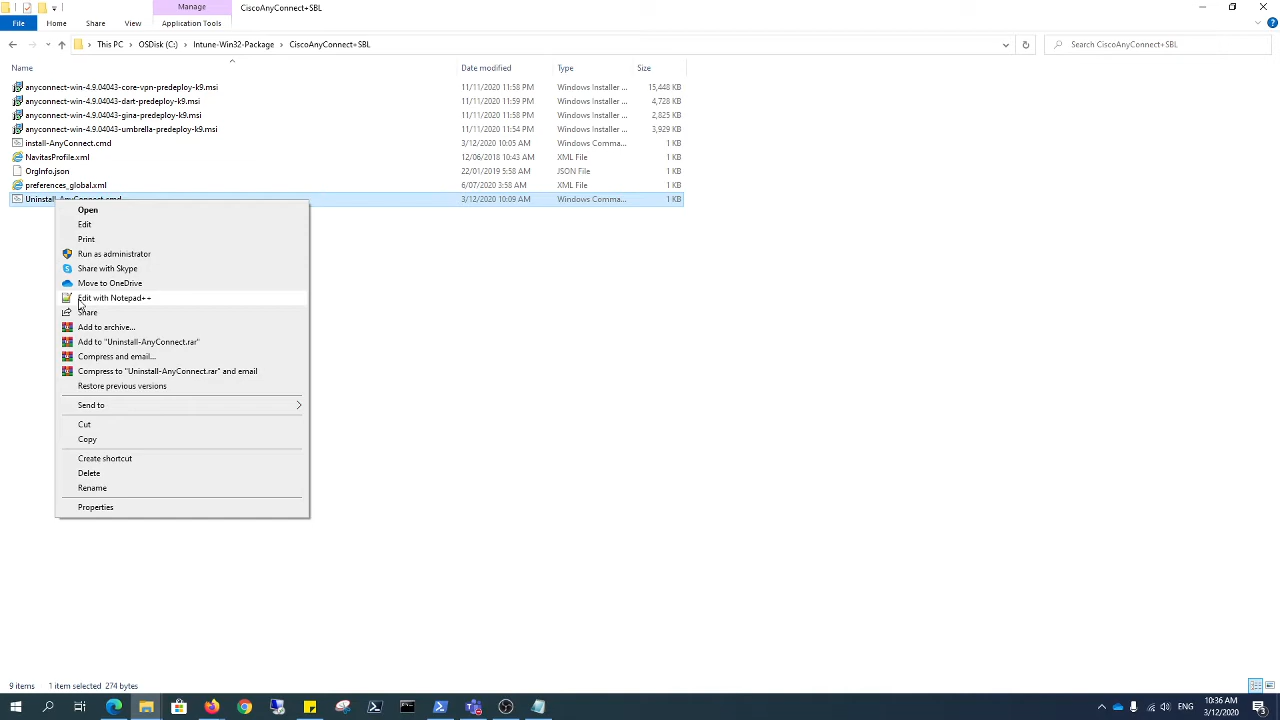 Manage
CiscoAnyConnect+SBL
File
Home
Share
View
Application Tools
This PC
OSDisk (C:)
Intune-Win32-Package
CiscoAnyConnect+SBL
Search CiscoAnyConnect+SBL
Name
Date modified
Type
Size
anyconnect-win-4.9.04043-core-vpn-predeploy-k9.msi 11/11/2020 11:58 PM Windows Installer ... 15,448 KB
anyconnect-win-4.9.04043-dart-predeploy-k9.msi 11/11/2020 11:59 PM Windows Installer ... 4,728 KB
anyconnect-win-4.9.04043-gina-predeploy-k9.msi 11/11/2020 11:58 PM Windows Installer ... 2,825 KB
anyconnect-win-4.9.04043-umbrella-predeploy-k9.msi 11/11/2020 11:54 PM Windows Installer ... 3,929 KB
install-AnyConnect.cmd 3/12/2020 10:05 AM Windows Comma... 1 KB
NavitasProfile.xml 12/06/2018 10:43 AM XML File 1 KB
OrgInfo.json 22/01/2019 5:58 AM JSON File 1 KB
preferences_global.xml 6/07/2020 3:58 AM XML File 1 KB
Uninstall-AnyConnect.cmd 3/12/2020 10:09 AM Windows Comma... 1 KB
Open
Edit
Print
Run as administrator
Share with Skype
Move to OneDrive
Edit with Notepad++
Share
Add to archive...
Add to "Uninstall-AnyConnect.rar"
Compress and email...
Compress to "Uninstall-AnyConnect.rar" and email
Restore previous versions
Send to
Cut
Copy
Create shortcut
Delete
Rename
Properties
9 items 1 item selected 274 bytes
ENG
10:36 AM
3/12/2020